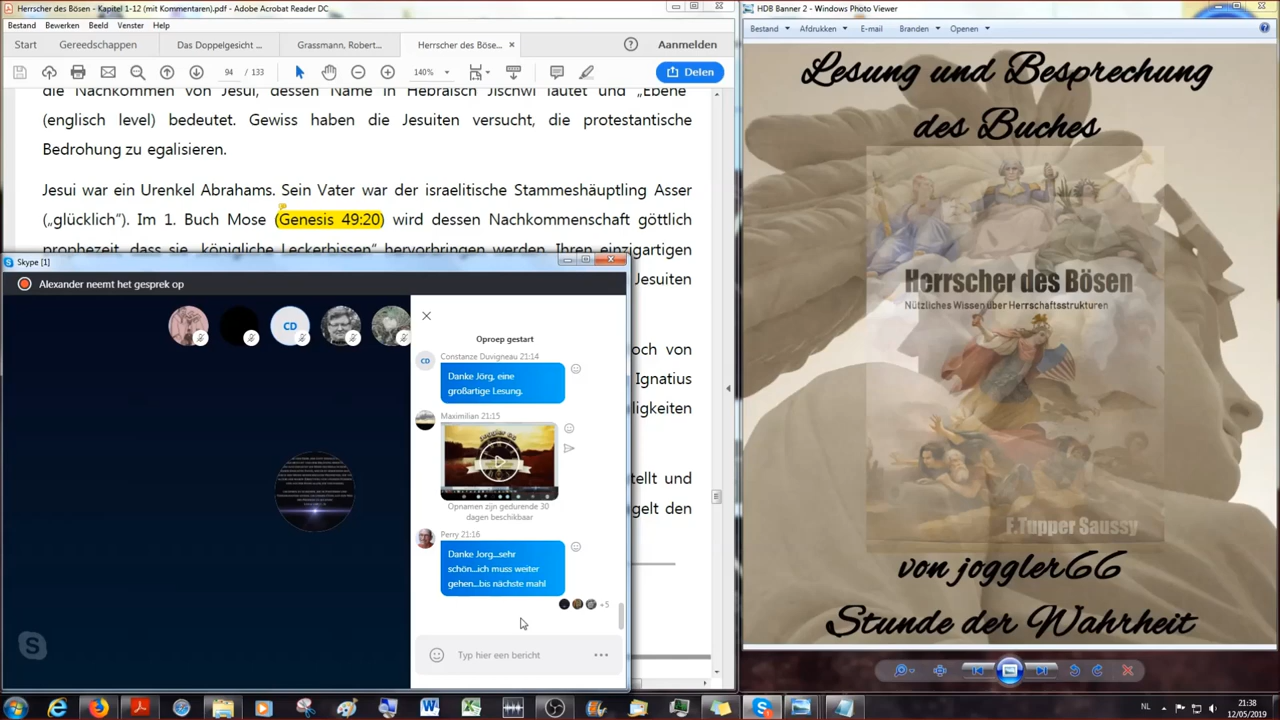 Herrscher des Bösen - Kapitel 1-12 (mit Kommentaren).pdf - Adobe Acrobat Reader DC
Bestand Bewerken Beeld Venster Help
Start Gereedschappen Das Doppelgesicht ... Grassmann, Robert... Herrscher des Böse... × Anmelden
94 / 133 140% Delen
die Nachkommen von Jesui, dessen Name in Hebräisch Jischwi lautet und „Ebene"
(englisch level) bedeutet. Gewiss haben die Jesuiten versucht, die protestantische
Bedrohung zu egalisieren.
Jesui war ein Urenkel Abrahams. Sein Vater war der israelitische Stammeshäuptling Asser
(„glücklich"). Im 1. Buch Mose (Genesis 49:20) wird dessen Nachkommenschaft göttlich
prophezeit, dass sie „königliche Leckerbissen" hervorbringen werden. Ihren einzigartigen
Jesuiten
och von
Ignatius
ligkeiten
tellt und
gelt den
Skype [1]
Alexander neemt het gesprek op
CD
Oproep gestart
CD Constanze Duvigneau 21:14
Danke Jörg, eine
großartige Lesung.
Maximilian 21:15
Joggler 66
Opnamen zijn gedurende 30
dagen beschikbaar
Perry 21:16
Danke Jorg...sehr
schön...ich muss weiter
gehen...bis nächste mahl
+5
Typ hier een bericht
HDB Banner 2 - Windows Photo Viewer
Bestand Afdrukken E-mail Branden Openen
Lesung und Besprechung
des Buches
Herrscher des Bösen
Nützliches Wissen über Herrschaftsstrukturen
F.Tupper Saussy
von joggler66
Stunde der Wahrheit
NL 21:38
12/05/2019